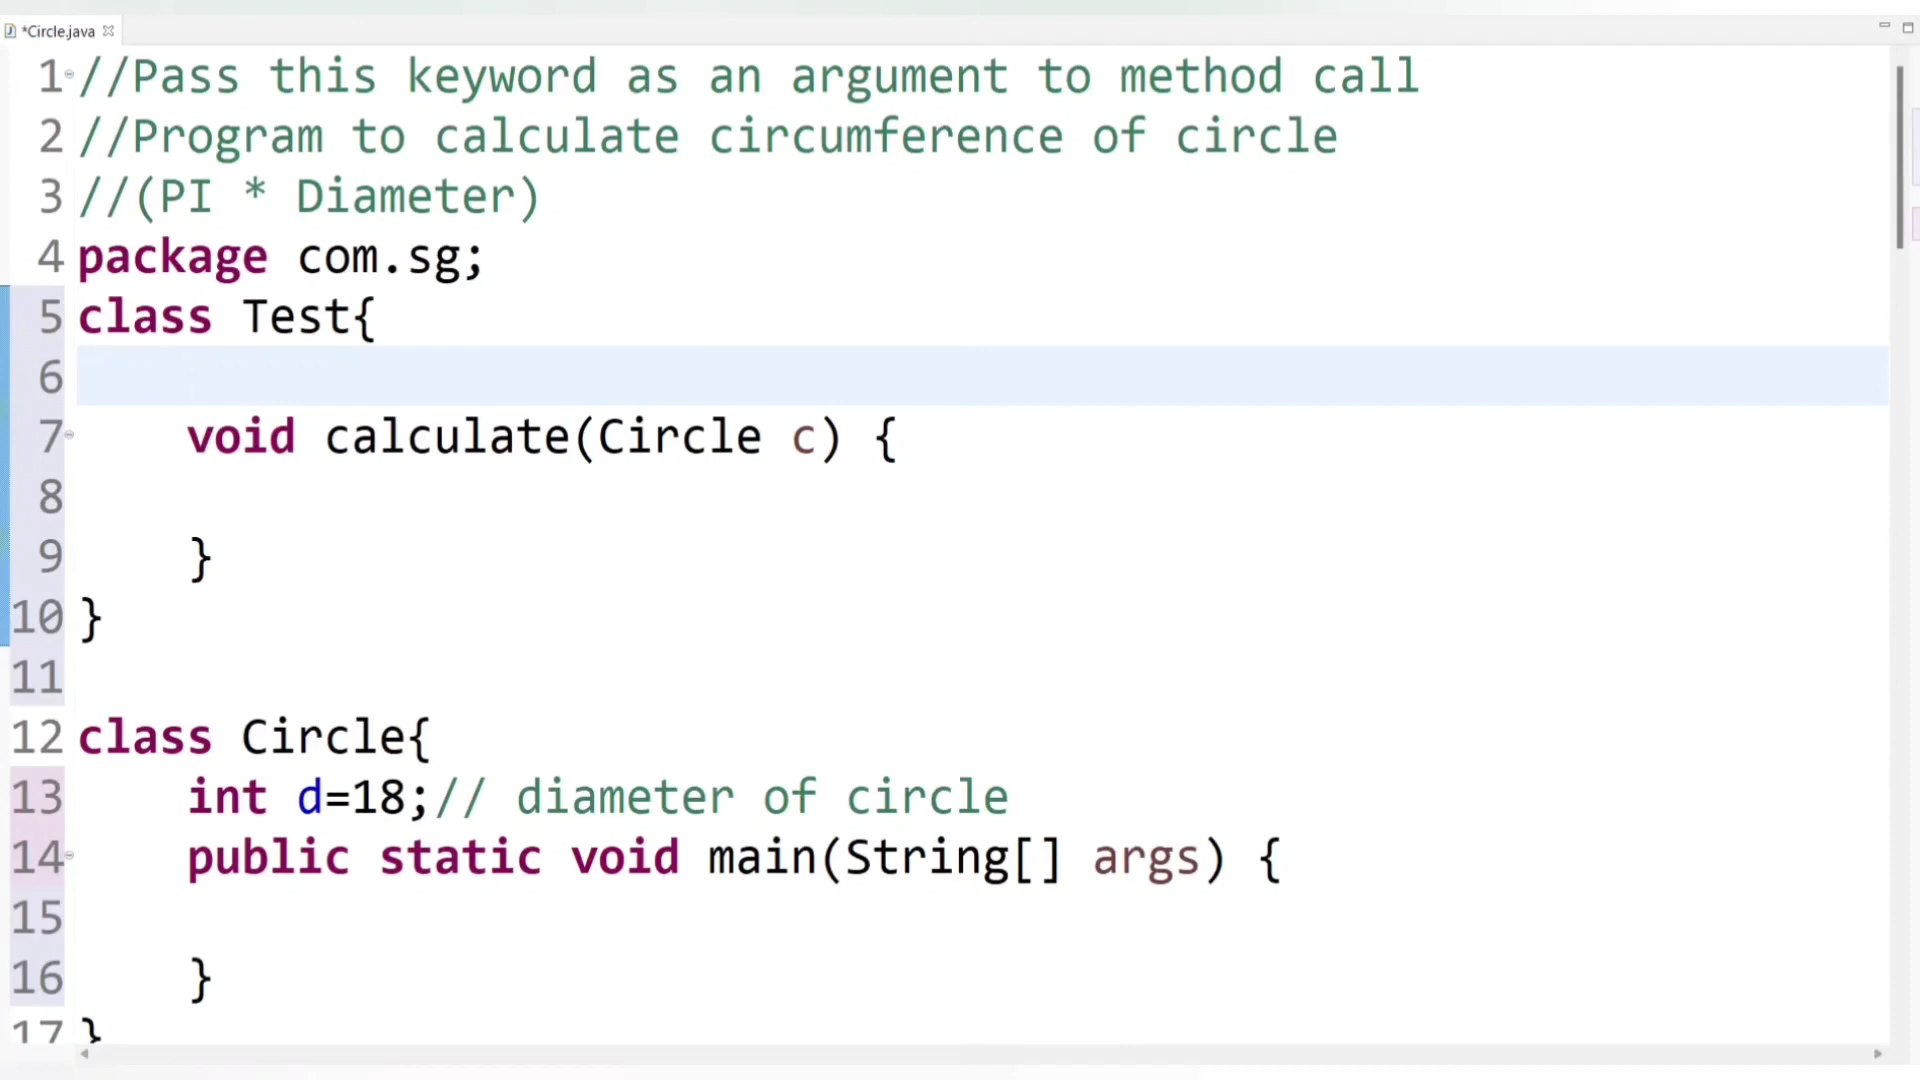 *Circle.java
1 //Pass this keyword as an argument to method call
2 //Program to calculate circumference of circle
3 //(PI * Diameter)
4 package com.sg;
5 class Test{
6
7 void calculate(Circle c) {
8
9 }
10 }
11
12 class Circle{
13 int d=18;// diameter of circle
14 public static void main(String[] args) {
15
16 }
17 }